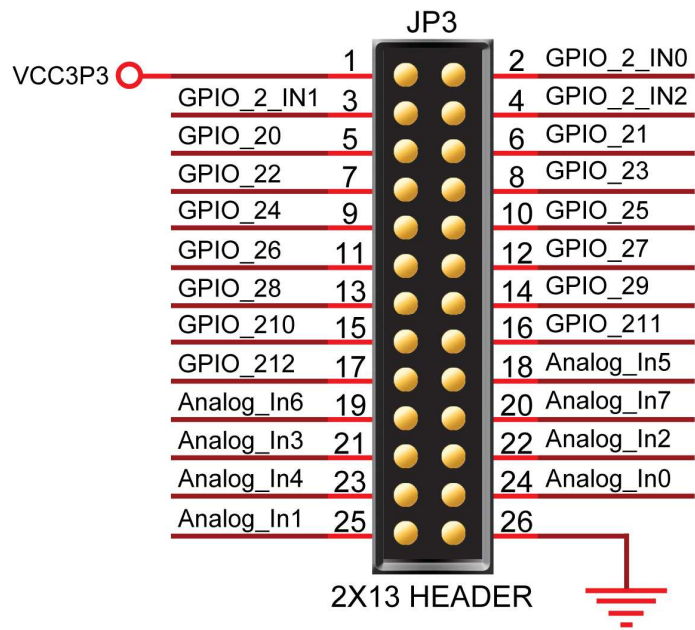 JP3
VCC3P3 1 2 GPIO_2_IN0
GPIO_2_IN1 3 4 GPIO_2_IN2
GPIO_20 5 6 GPIO_21
GPIO_22 7 8 GPIO_23
GPIO_24 9 10 GPIO_25
GPIO_26 11 12 GPIO_27
GPIO_28 13 14 GPIO_29
GPIO_210 15 16 GPIO_211
GPIO_212 17 18 Analog_In5
Analog_In6 19 20 Analog_In7
Analog_In3 21 22 Analog_In2
Analog_In4 23 24 Analog_In0
Analog_In1 25 26
2X13 HEADER